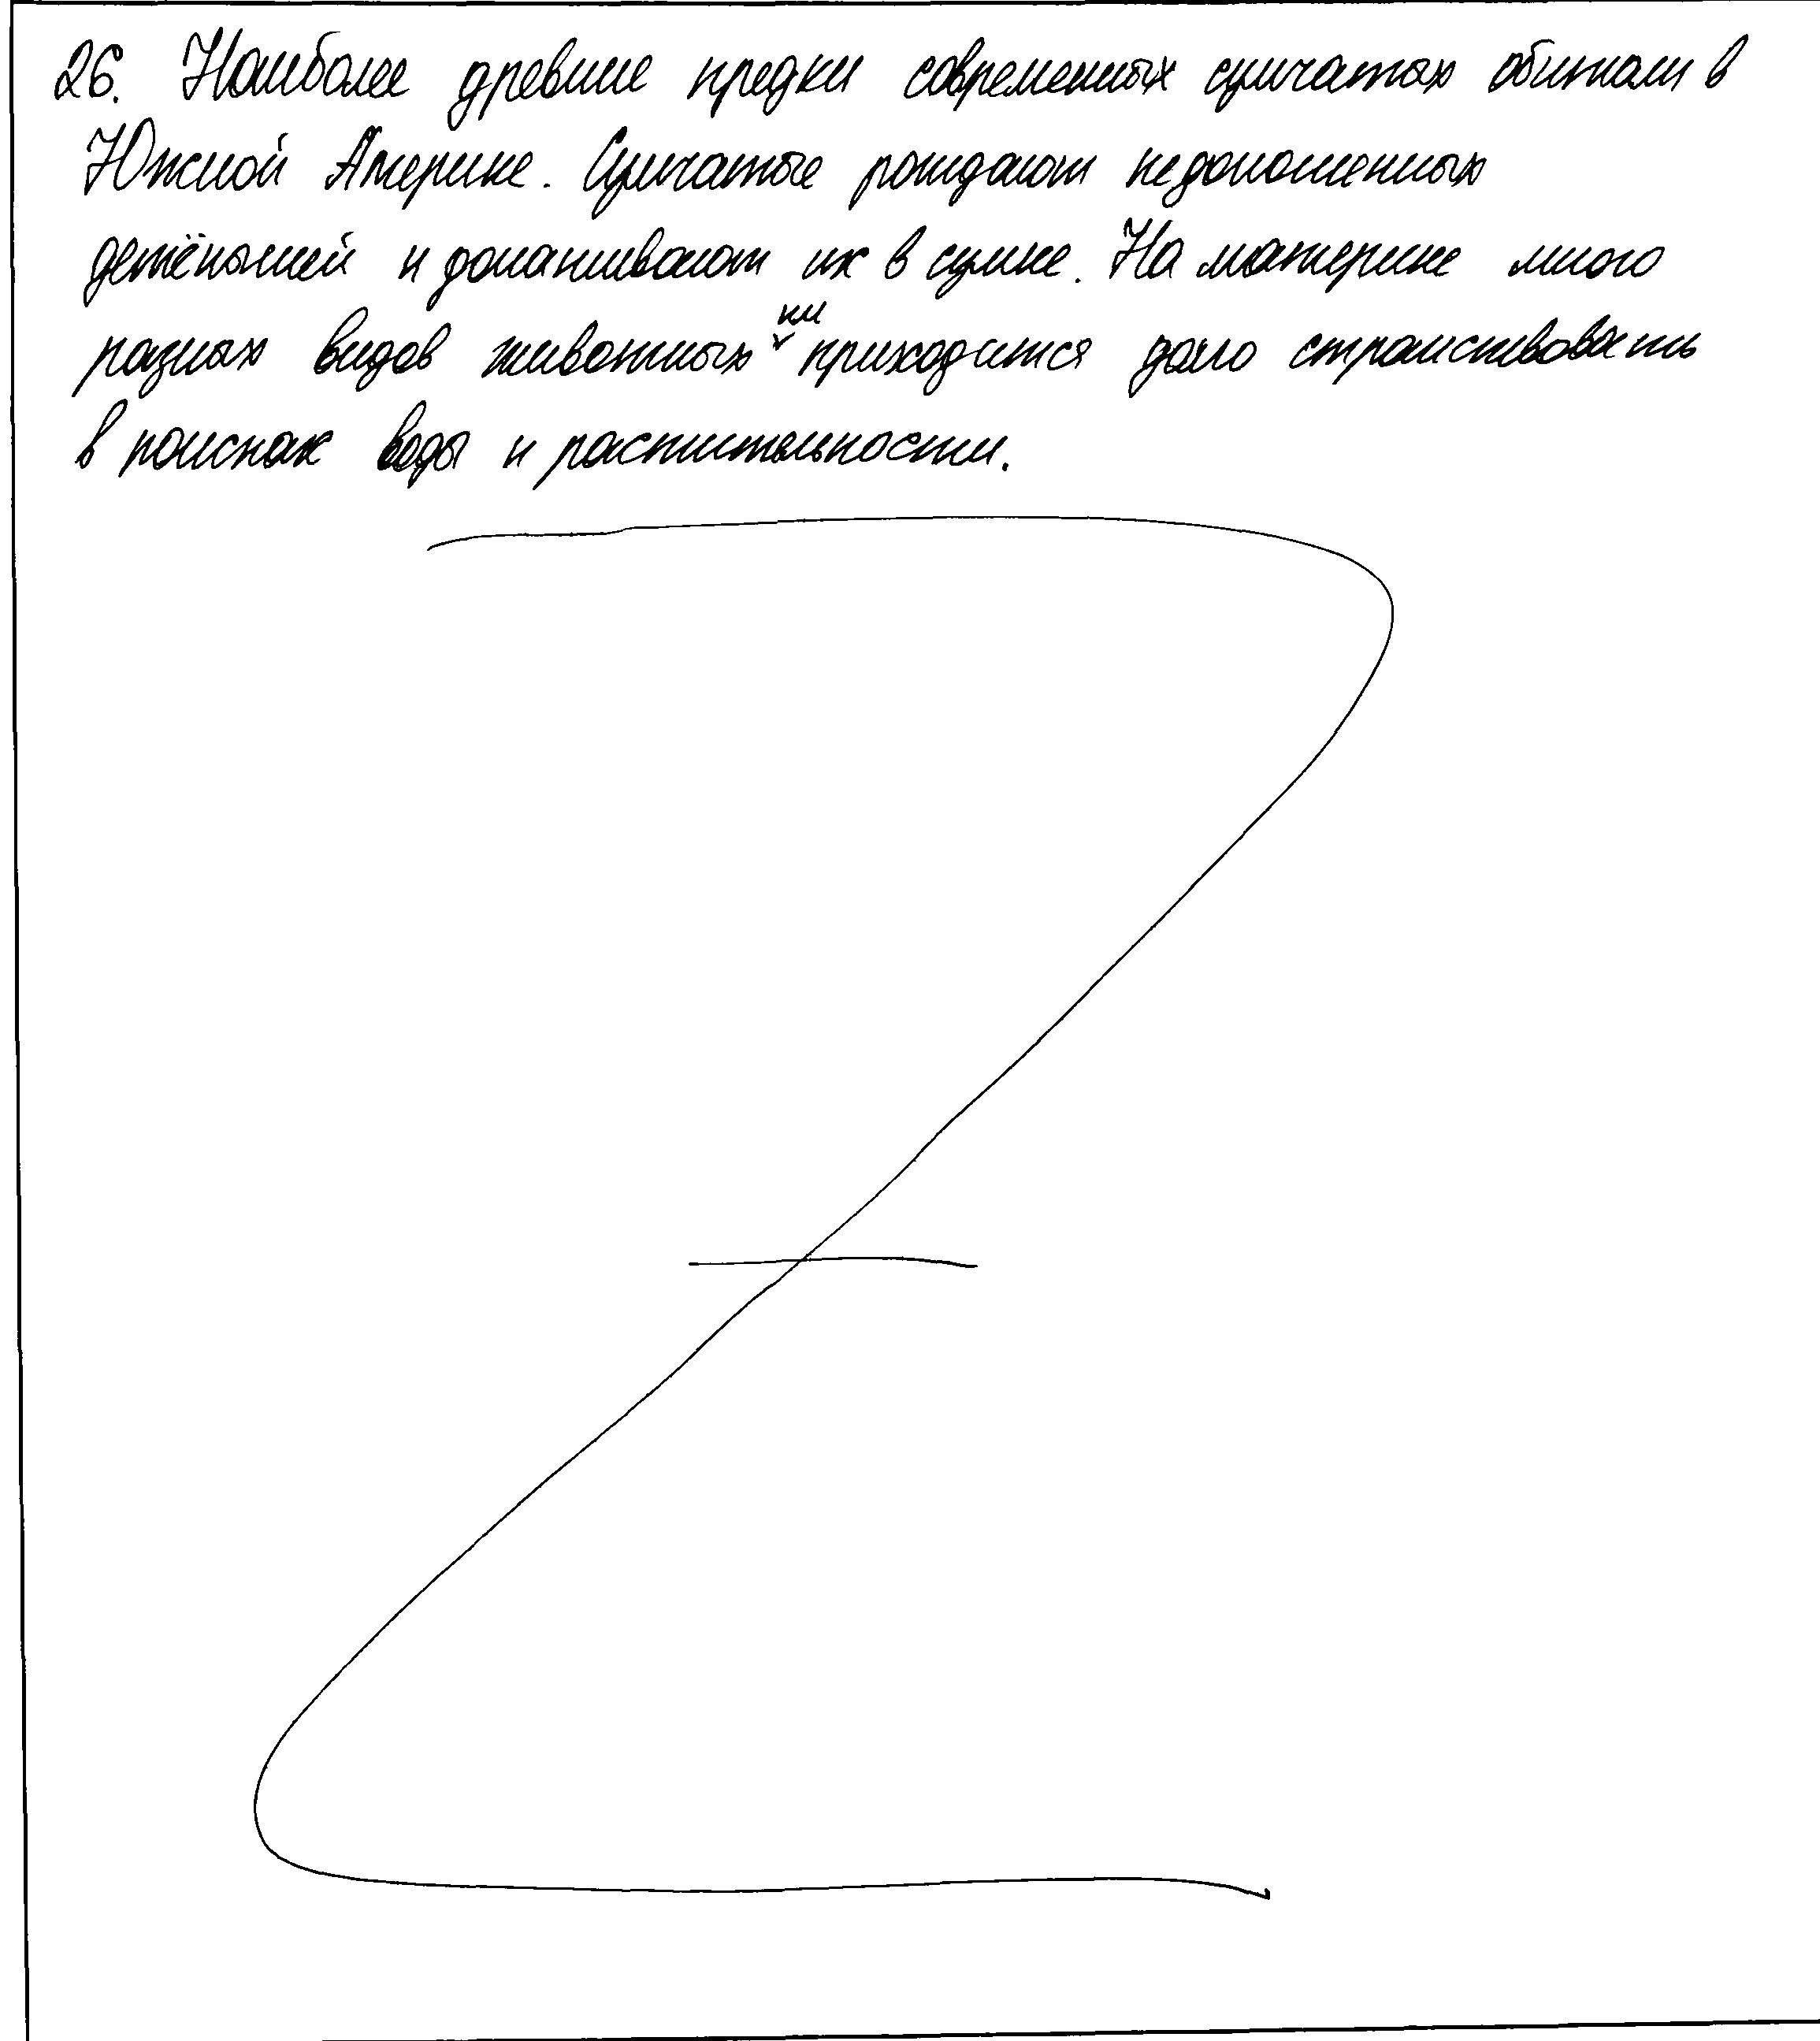 26. Наиболее древние предки современных сумчатых обитали в
Южной Америке. Сумчатые рождают недоношенных
детёнышей и донашивают их в сумке. На материке много
разных видов животных им приходится долго странствовать
в поисках воды и растительности.